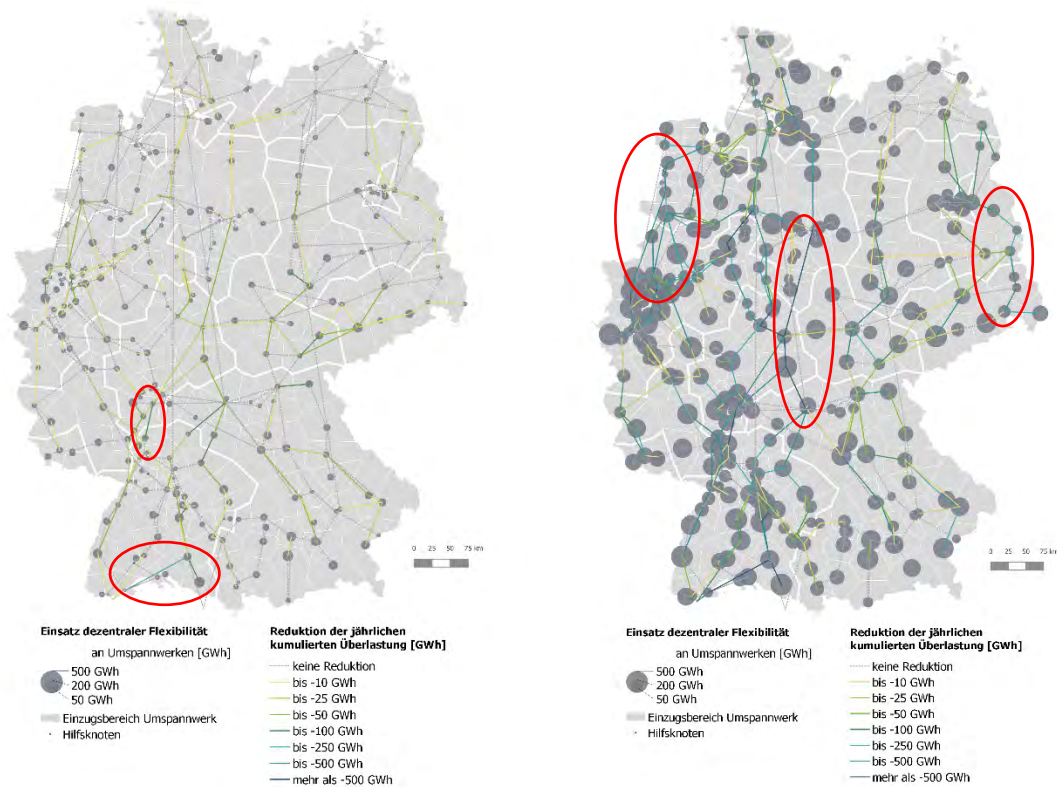 0 25 50 75 km
Einsatz dezentraler Flexibilität
an Umspannwerken [GWh]
500 GWh
200 GWh
50 GWh
Einzugsbereich Umspannwerk
Hilfsknoten
Reduktion der jährlichen
kumulierten Überlastung [GWh]
keine Reduktion
bis -10 GWh
bis -25 GWh
bis -50 GWh
bis -100 GWh
bis -250 GWh
bis -500 GWh
mehr als -500 GWh
0 25 50 75 km
Einsatz dezentraler Flexibilität
an Umspannwerken [GWh]
500 GWh
200 GWh
50 GWh
Einzugsbereich Umspannwerk
Hilfsknoten
Reduktion der jährlichen
kumulierten Überlastung [GWh]
keine Reduktion
bis -10 GWh
bis -25 GWh
bis -50 GWh
bis -100 GWh
bis -250 GWh
bis -500 GWh
mehr als -500 GWh